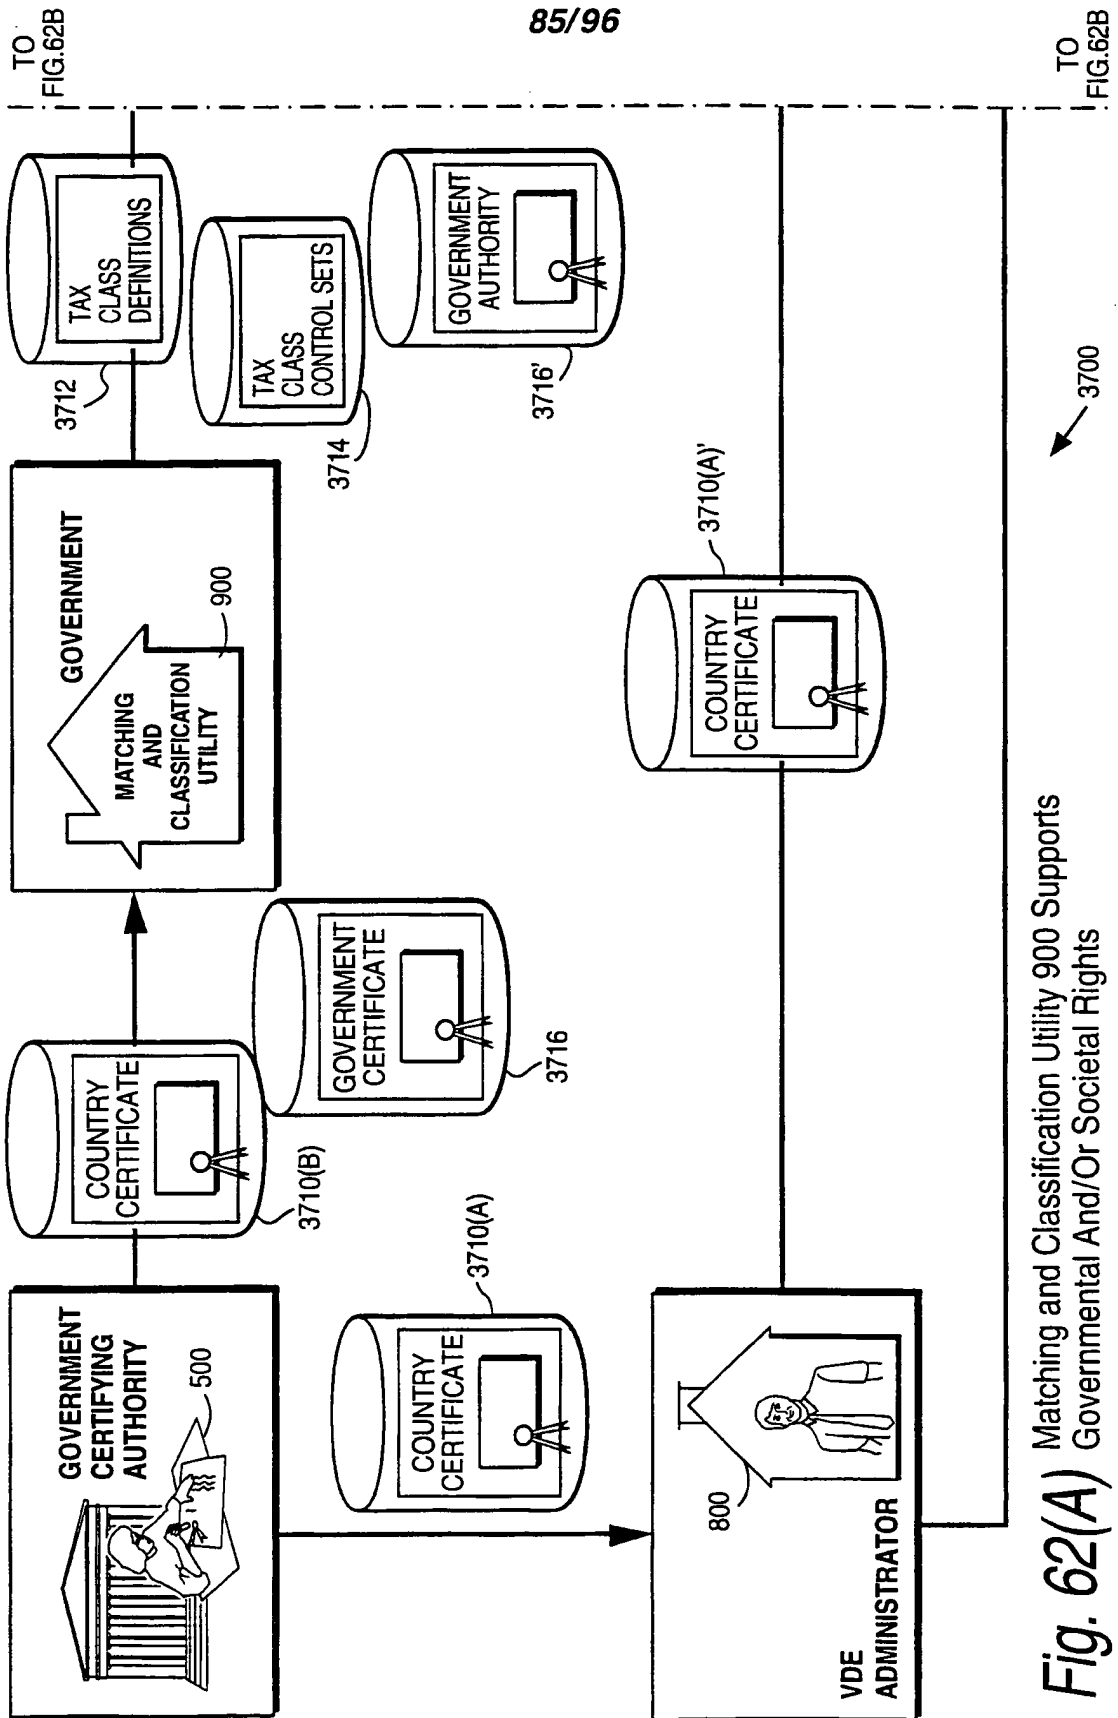 85/96
TO
FIG.62B
TO
FIG.62B
GOVERNMENT
CERTIFYING
AUTHORITY
500
COUNTRY
CERTIFICATE
3710(B)
GOVERNMENT
CERTIFICATE
3716
GOVERNMENT
MATCHING
AND
CLASSIFICATION
UTILITY
900
TAX
CLASS
DEFINITIONS
3712
TAX
CLASS
CONTROL SETS
3714
GOVERNMENT
AUTHORITY
3716'
COUNTRY
CERTIFICATE
3710(A)
VDE
ADMINISTRATOR
800
COUNTRY
CERTIFICATE
3710(A)'
3700
Fig. 62(A) Matching and Classification Utility 900 Supports
Governmental And/Or Societal Rights